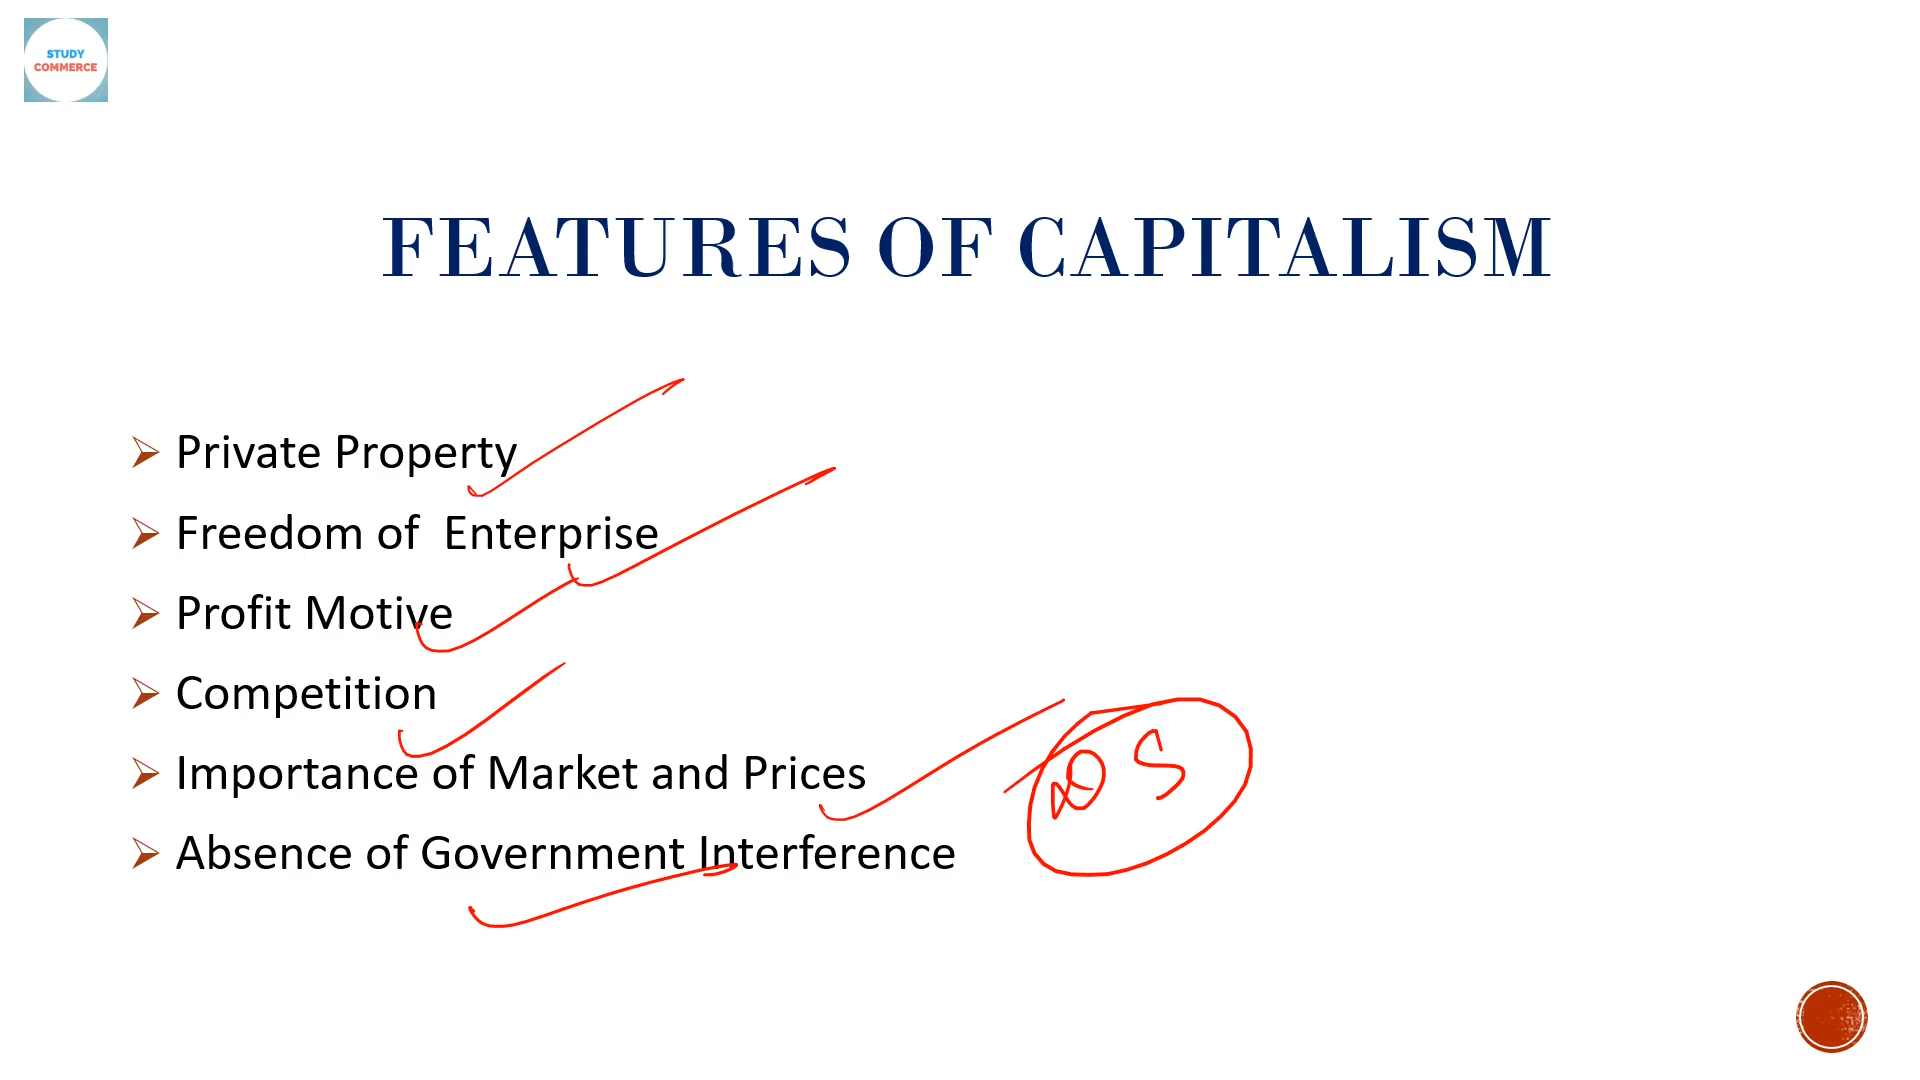 STUDY
COMMERCE
FEATURES OF CAPITALISM
Private Property
Freedom of Enterprise
Profit Motive
Competition
Importance of Market and Prices
Absence of Government Interference